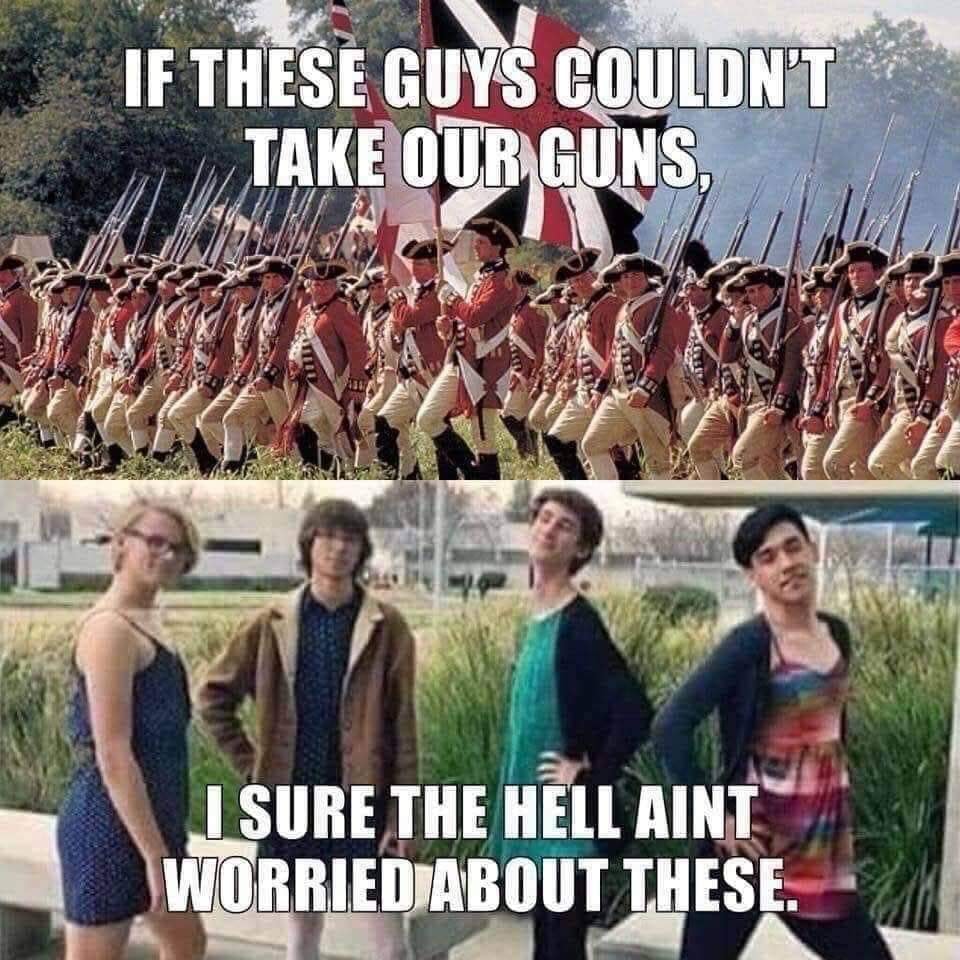 IF THESE GUYS COULDN'T
TAKE OUR GUNS,
I SURE THE HELL AINT
WORRIED ABOUT THESE.